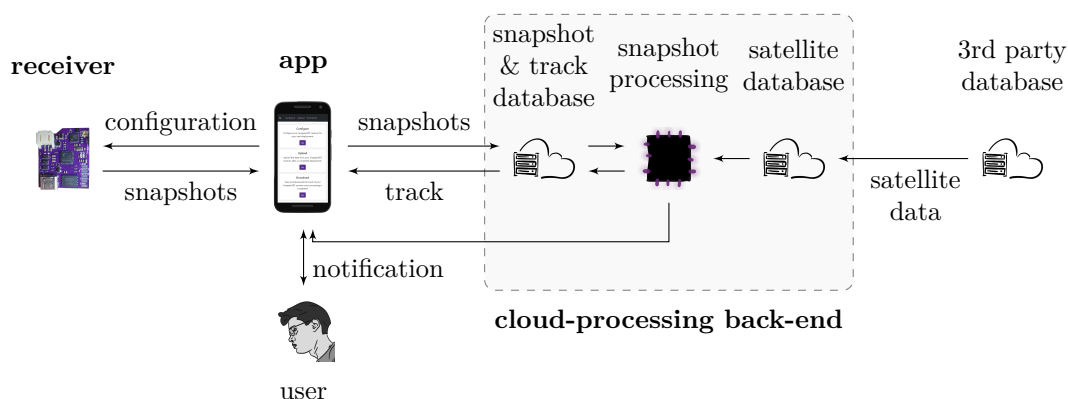 receiver
app
snapshot
& track
database
snapshot
processing
satellite
database
3rd party
database
configuration
snapshots
snapshots
track
satellite
data
notification
cloud-processing back-end
user